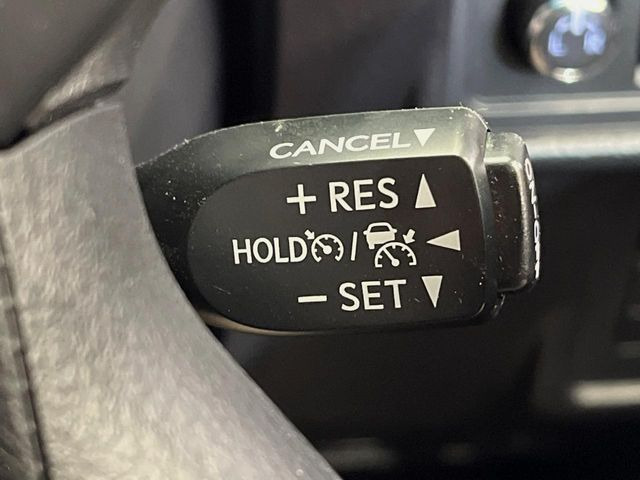 CANCEL▼
+ RES ▲
HOLD / ◀
− SET ▼